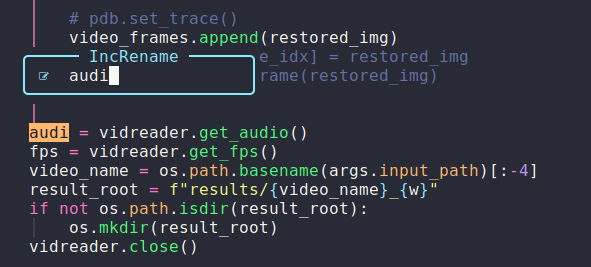 # pdb.set_trace()
video_frames.append(restored_img)
IncRename
e_idx] = restored_img
audi
rame(restored_img)
audi = vidreader.get_audio()
fps = vidreader.get_fps()
video_name = os.path.basename(args.input_path)[:-4]
result_root = f"results/{video_name}_{w}"
if not os.path.isdir(result_root):
os.mkdir(result_root)
vidreader.close()